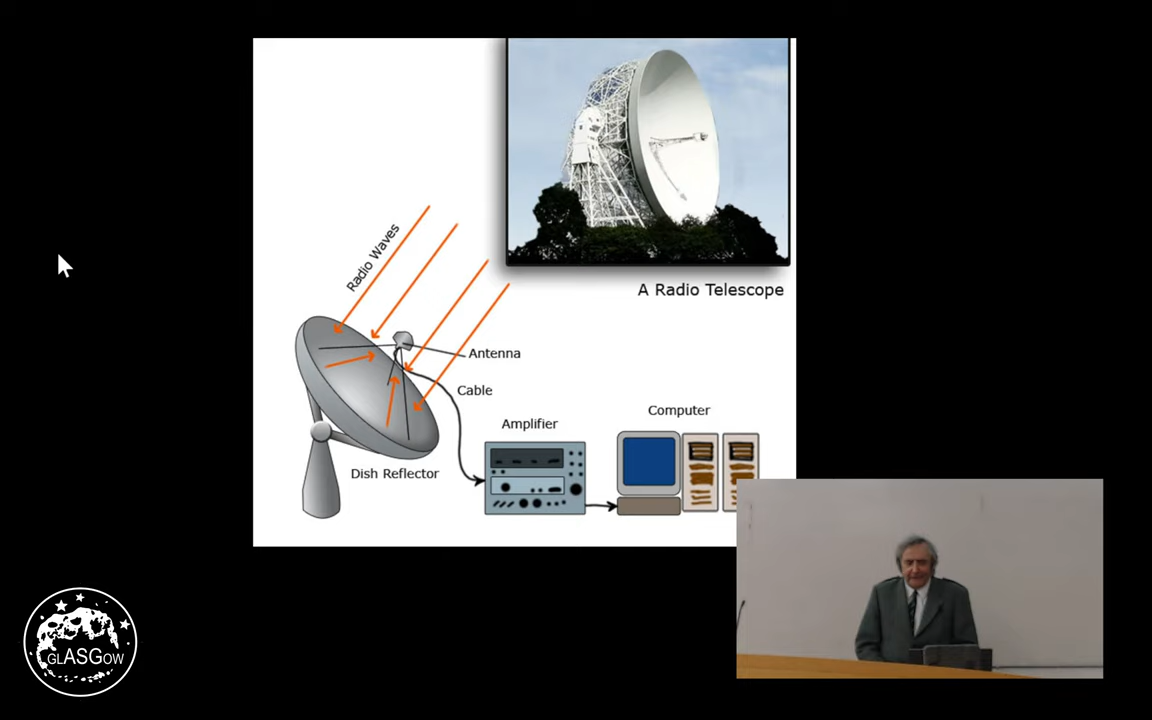 A Radio Telescope
Radio Waves
Antenna
Cable
Amplifier
Computer
Dish Reflector
GLASGOW